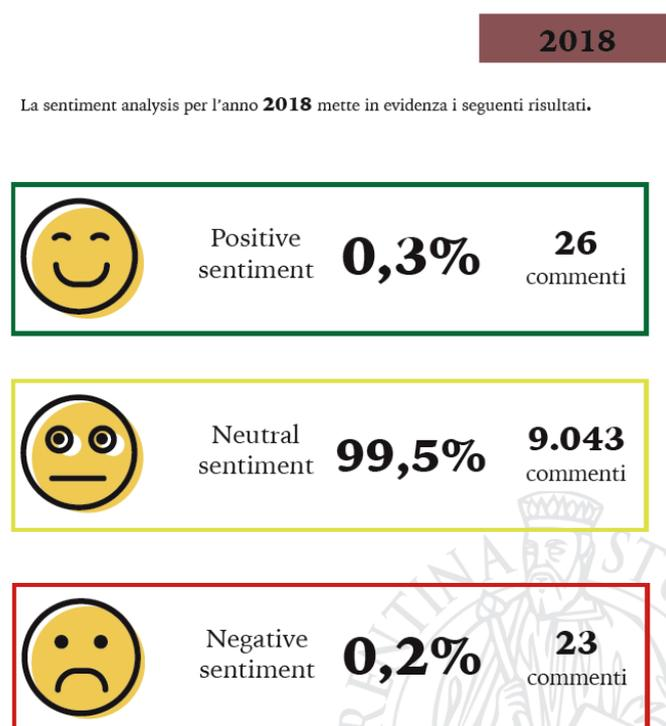 2018
La sentiment analysis per l'anno 2018 mette in evidenza i seguenti risultati.
Positive
sentiment
0,3%
26
commenti
Neutral
sentiment
99,5%
9.043
commenti
Negative
sentiment
0,2%
23
commenti